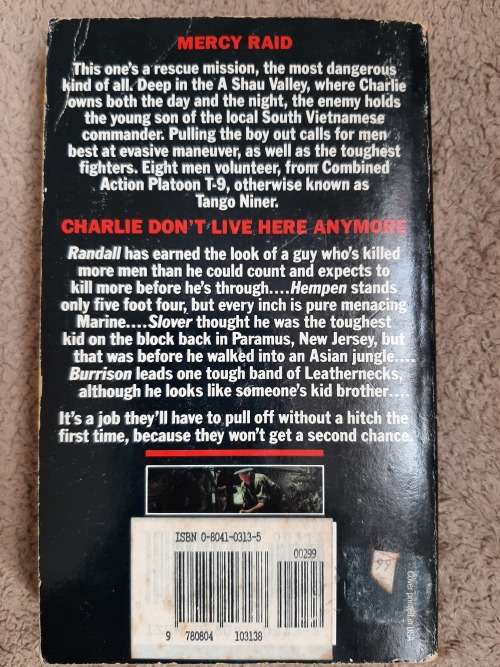 MERCY RAID
This one's a rescue mission, the most dangerous
kind of all. Deep in the A Shau Valley, where Charlie
owns both the day and the night, the enemy holds
the young son of the local South Vietnamese
commander. Pulling the boy out calls for men
best at evasive maneuver, as well as the toughest
fighters. Eight men volunteer, from Combined
Action Platoon T-9, otherwise known as
Tango Niner.
CHARLIE DON'T LIVE HERE ANYMORE
Randall has earned the look of a guy who's killed
more men than he could count and expects to
kill more before he's through....Hempen stands
only five foot four, but every inch is pure menacing
Marine....Slover thought he was the toughest
kid on the block back in Paramus, New Jersey, but
that was before he walked into an Asian jungle....
Burrison leads one tough band of Leathernecks,
although he looks like someone's kid brother....
It's a job they'll have to pull off without a hitch the
first time, because they won't get a second chance.
ISBN 0-8041-0313-5
00299
9 780804 103138
Cover printed in USA